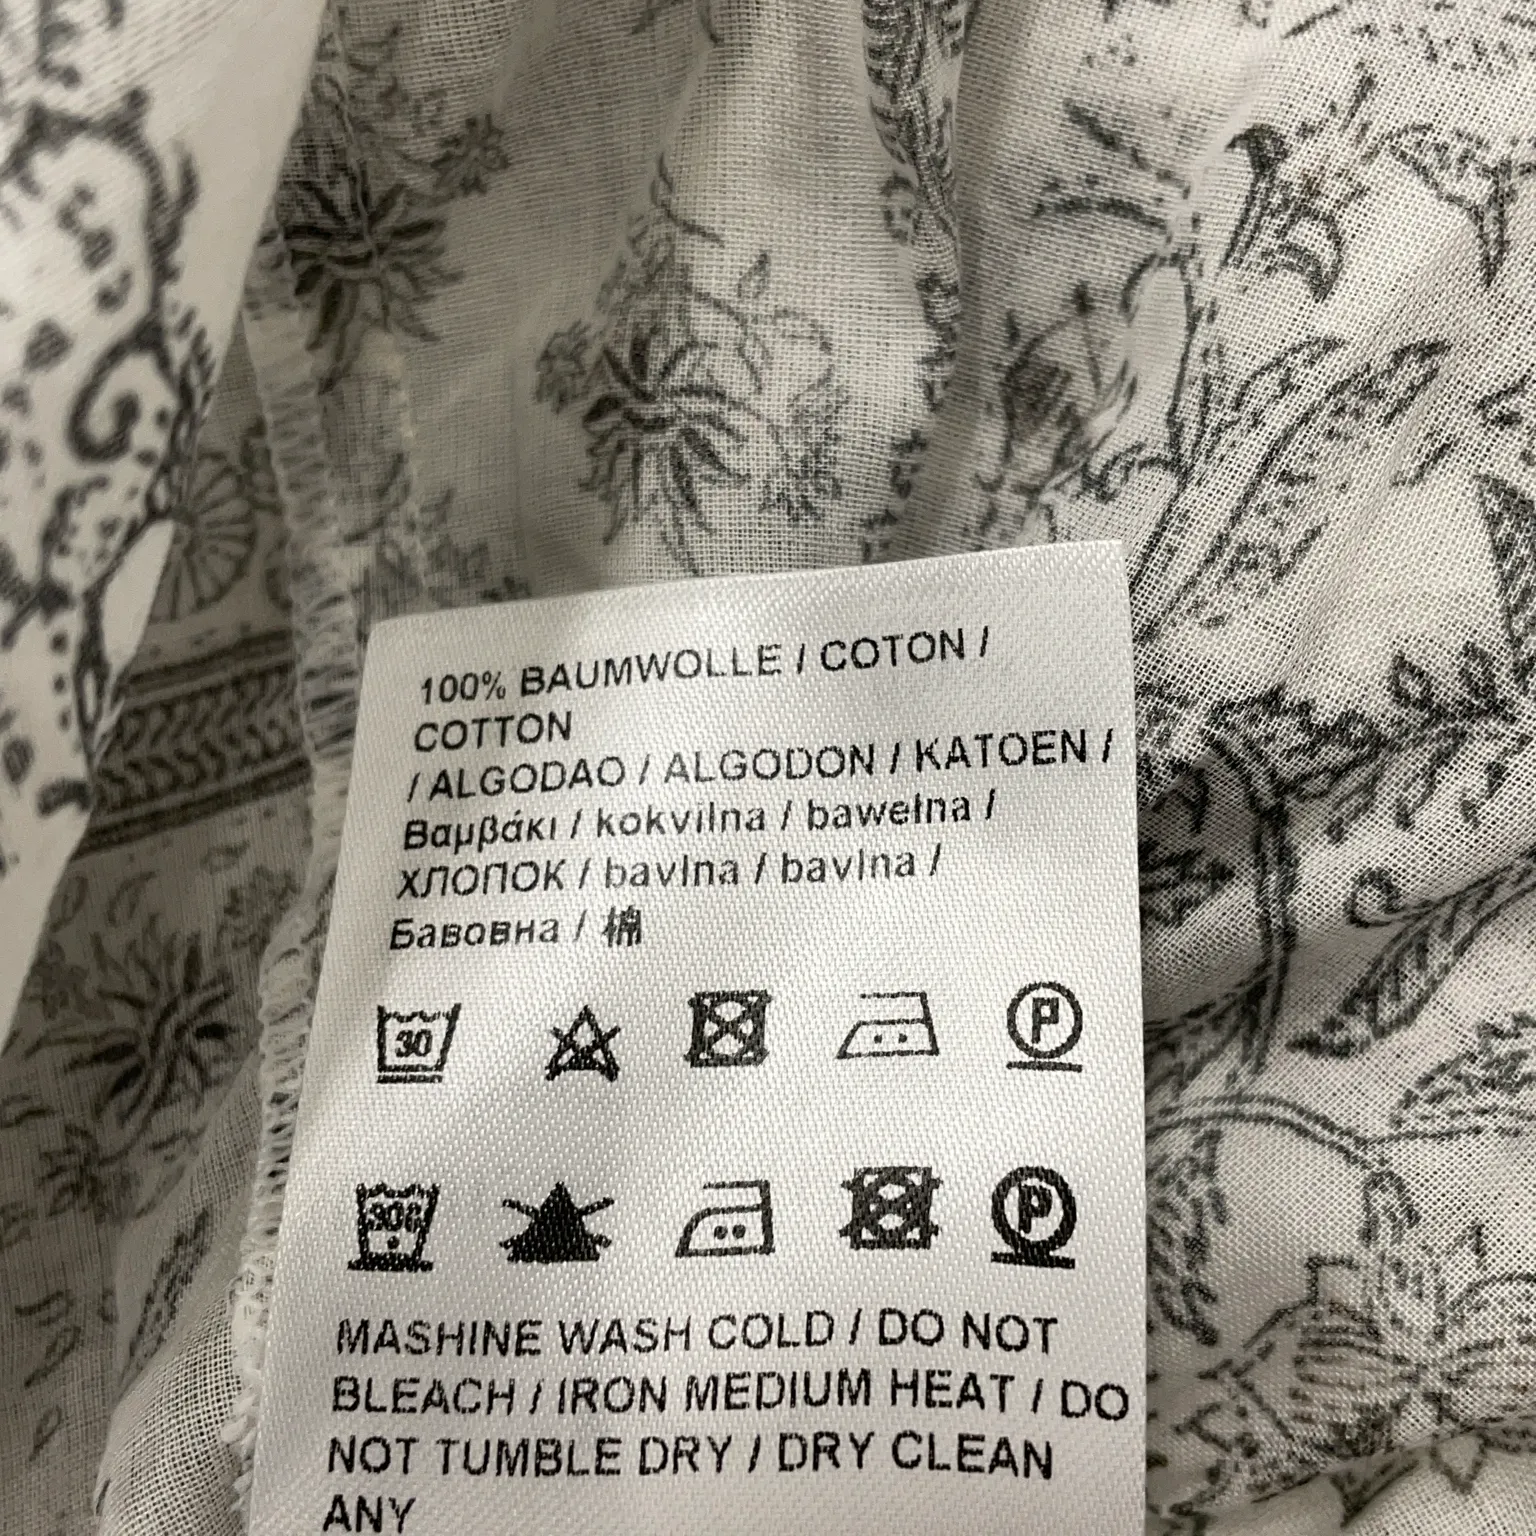 100% BAUMWOLLE / COTON /
COTTON
/ ALGODAO / ALGODON / KATOEN /
Βαμβάκι / kokvilna / bawełna /
ХЛОПОК / bavlna / bavlna /
Бавовна / 棉
30 P
30C P
MASHINE WASH COLD / DO NOT
BLEACH / IRON MEDIUM HEAT / DO
NOT TUMBLE DRY / DRY CLEAN
ANY